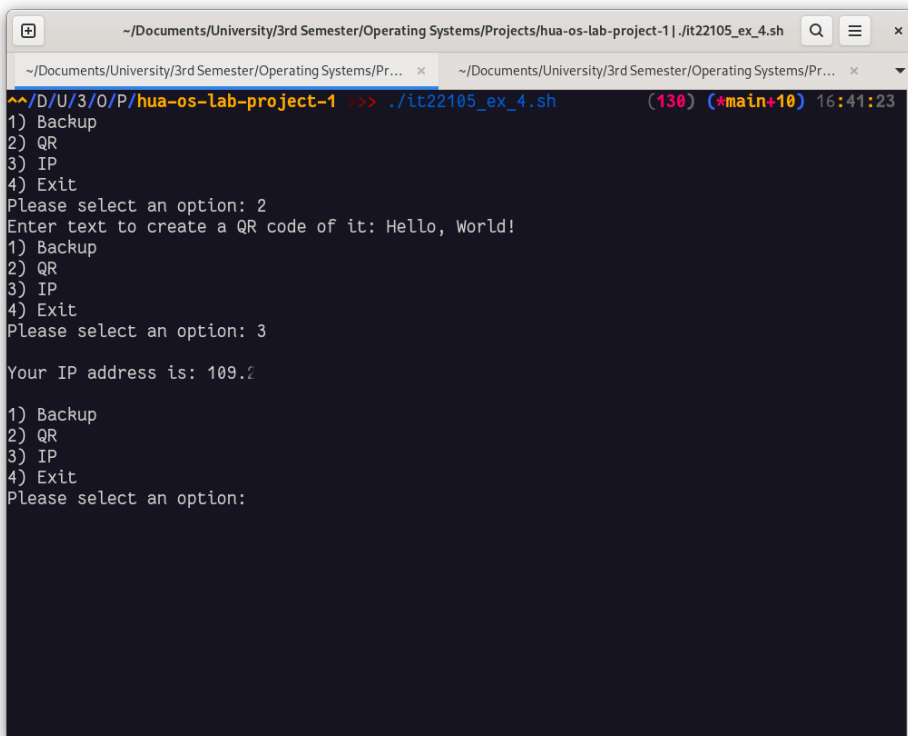 ~/Documents/University/3rd Semester/Operating Systems/Projects/hua-os-lab-project-1 | ./it22105_ex_4.sh
~/Documents/University/3rd Semester/Operating Systems/Pr... × ~/Documents/University/3rd Semester/Operating Systems/Pr... ×
^^/D/U/3/O/P/hua-os-lab-project-1 >>> ./it22105_ex_4.sh (130) (*main+10) 16:41:23
1) Backup
2) QR
3) IP
4) Exit
Please select an option: 2
Enter text to create a QR code of it: Hello, World!
1) Backup
2) QR
3) IP
4) Exit
Please select an option: 3
Your IP address is: 109.2
1) Backup
2) QR
3) IP
4) Exit
Please select an option: